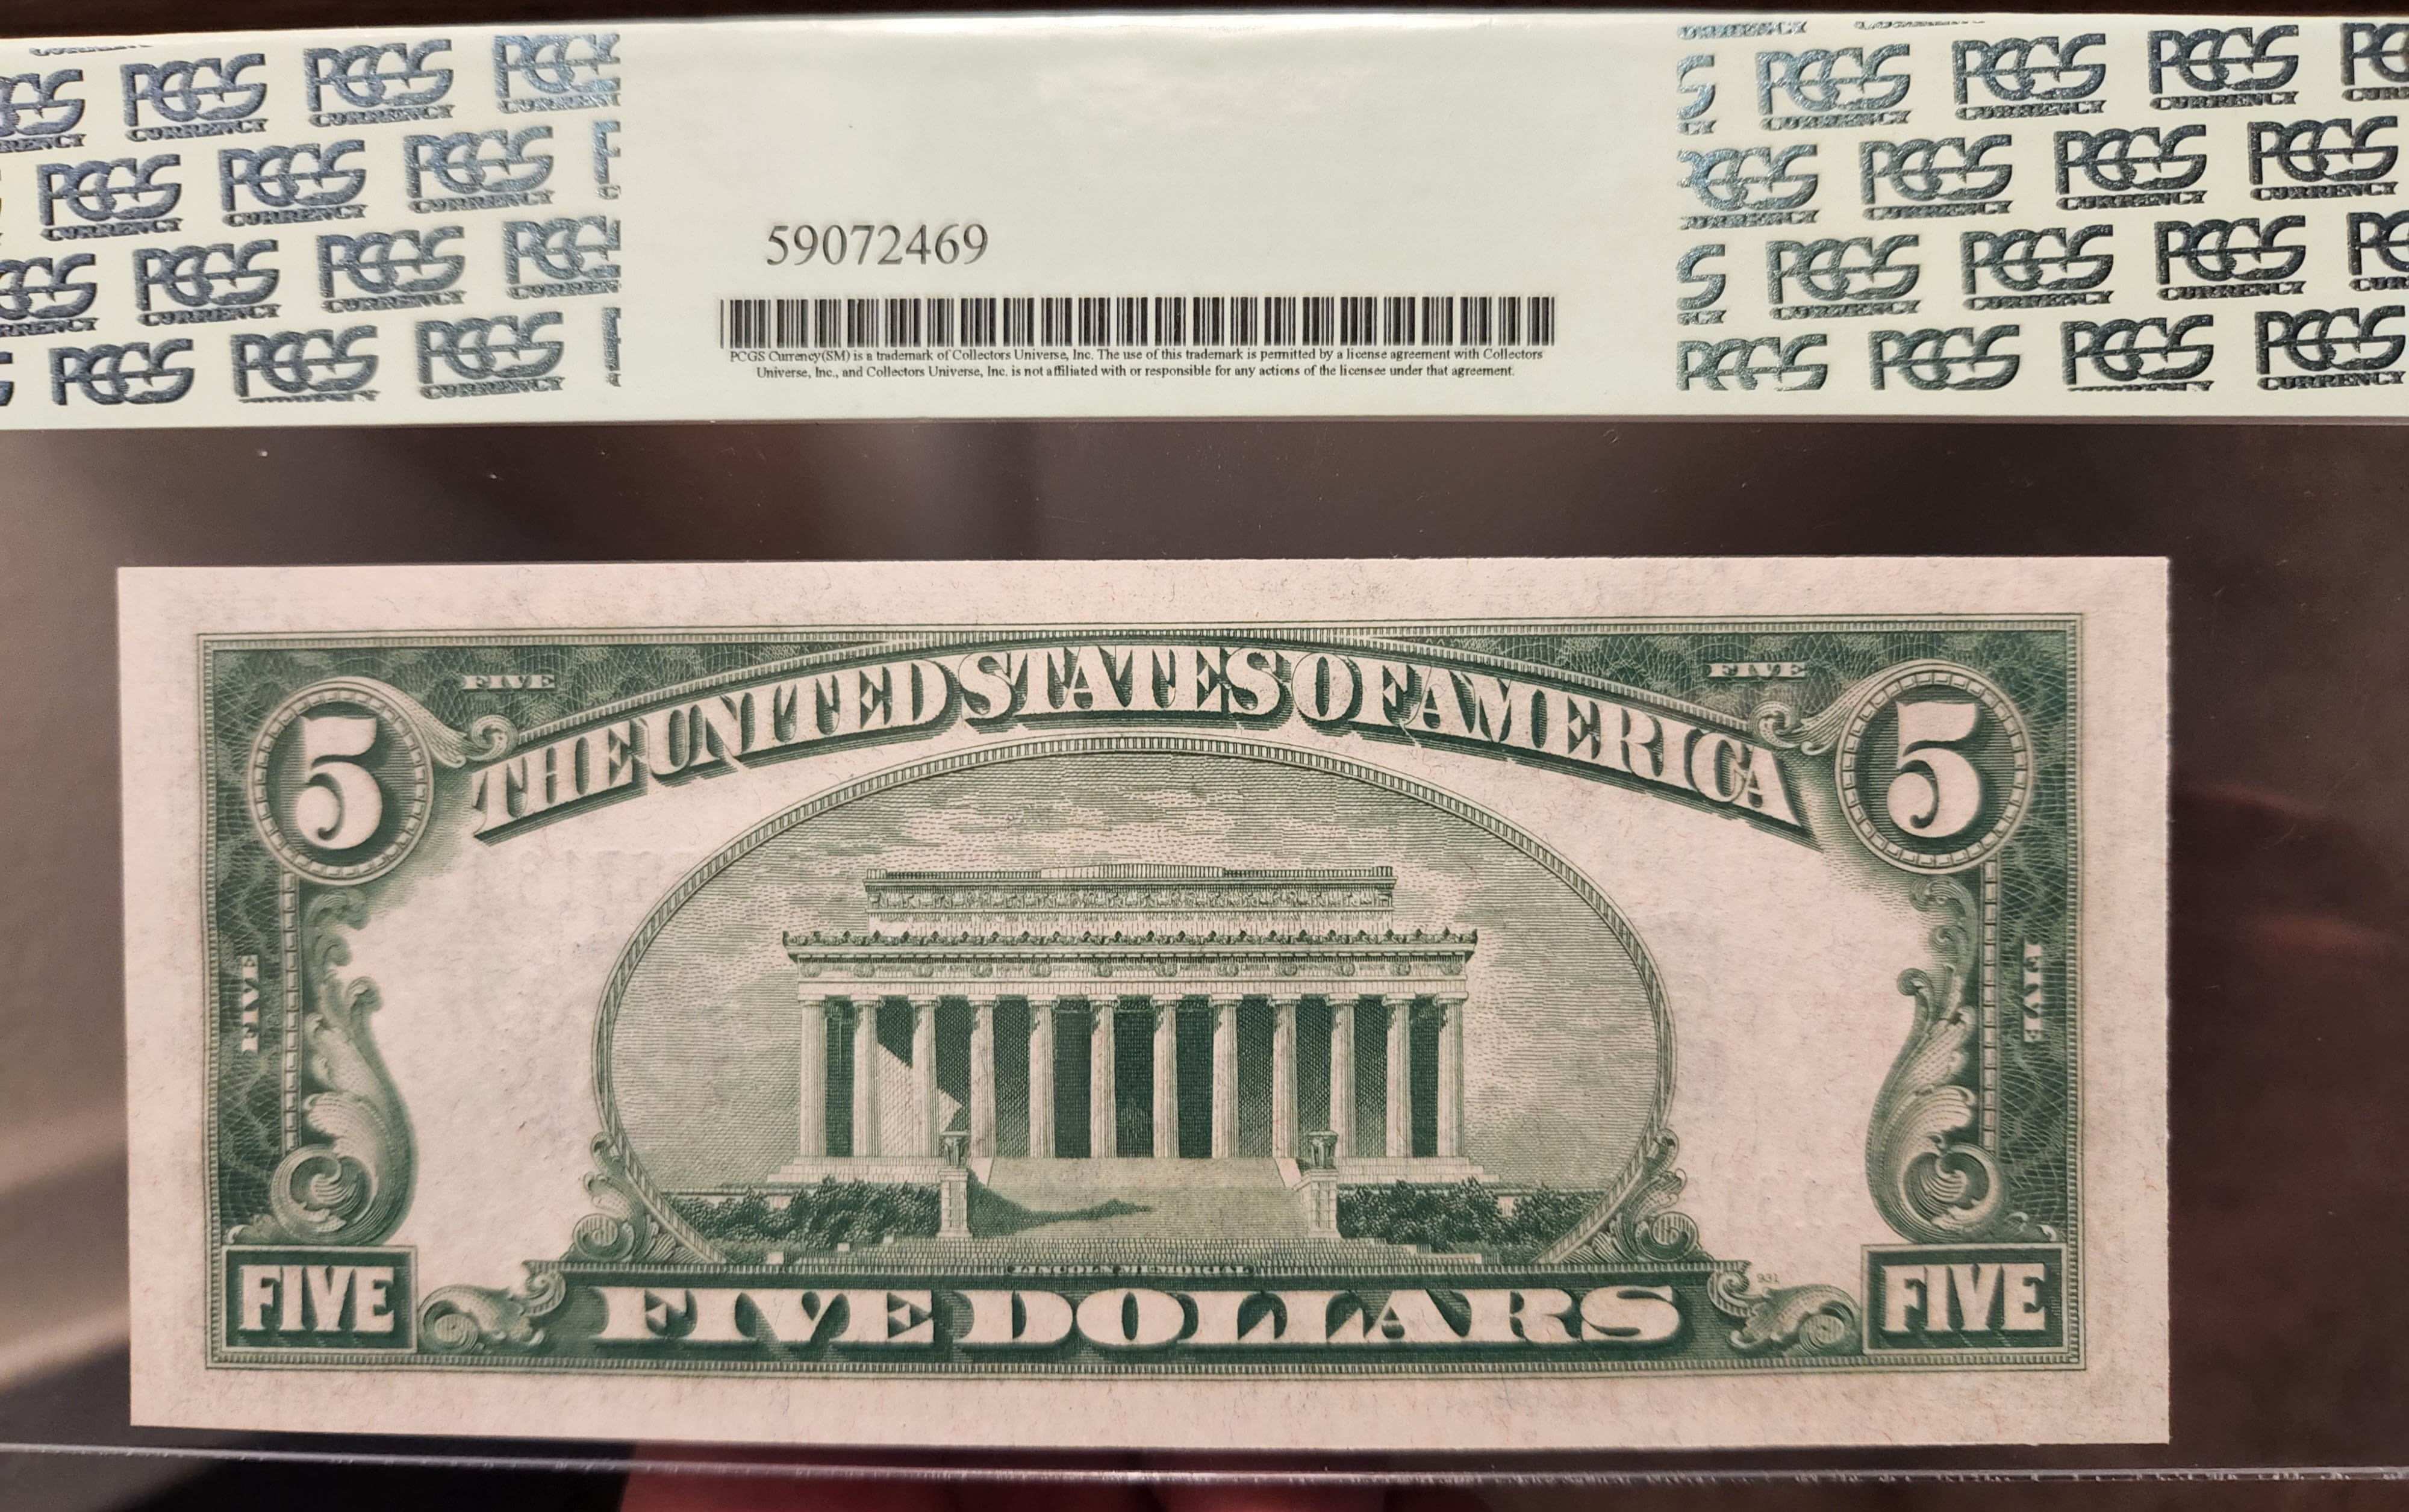 PCGS CURRENCY
59072469
PCGS Currency(SM) is a trademark of Collectors Universe, Inc. The use of this trademark is permitted by a license agreement with Collectors
Universe, Inc., and Collectors Universe, Inc. is not affiliated with or responsible for any actions of the licensee under that agreement.
FIVE FIVE
5 THE UNITED STATES OF AMERICA 5
FIVE FIVE
LINCOLN MEMORIAL
931
FIVE FIVE DOLLARS FIVE